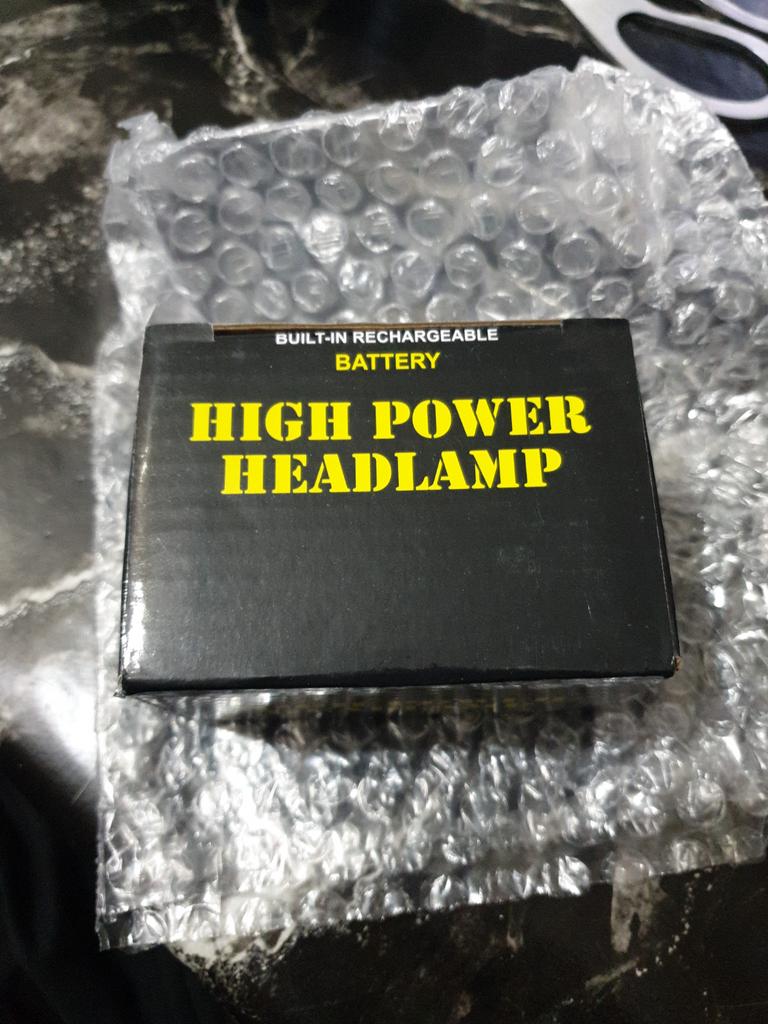 BUILT-IN RECHARGEABLE
BATTERY
HIGH POWER
HEADLAMP